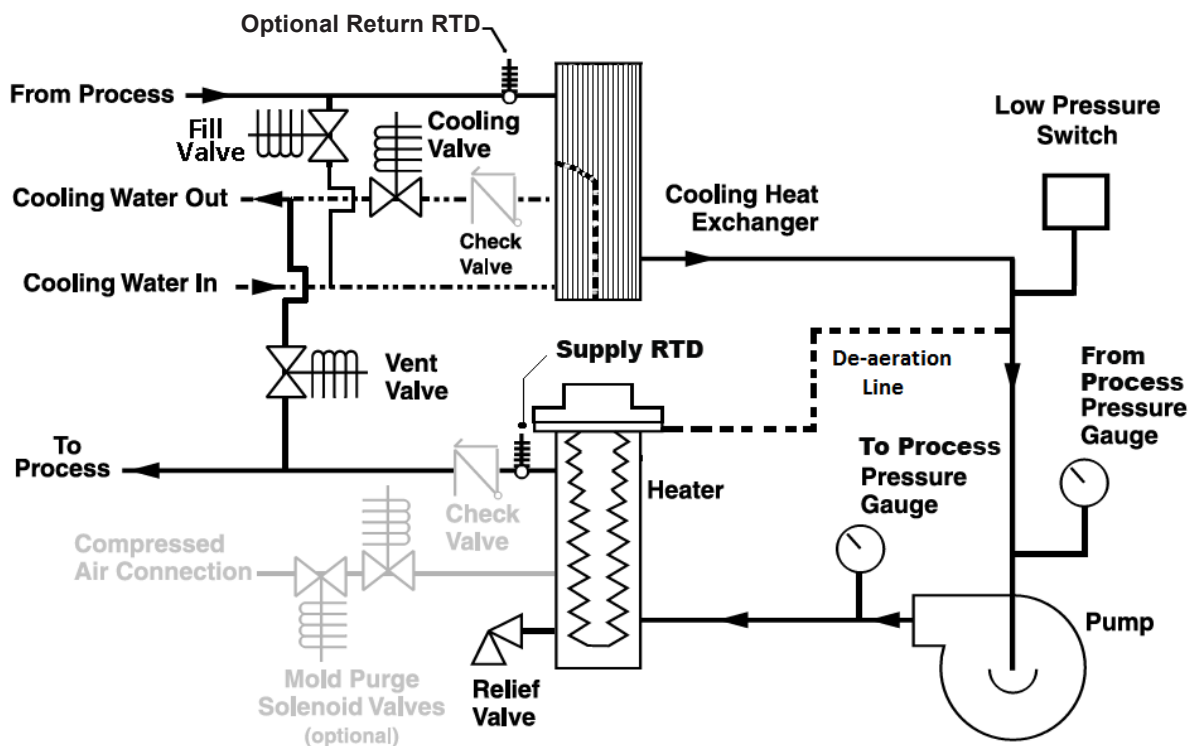 Optional Return RTD
From Process
Fill
Valve
Cooling
Valve
Low Pressure
Switch
Cooling Water Out
Check
Valve
Cooling Heat
Exchanger
Cooling Water In
Vent
Valve
Supply RTD
De-aeration
Line
From
Process
Pressure
Gauge
To
Process
To Process
Pressure
Gauge
Heater
Check
Valve
Compressed
Air Connection
Pump
Relief
Valve
Mold Purge
Solenoid Valves
(optional)